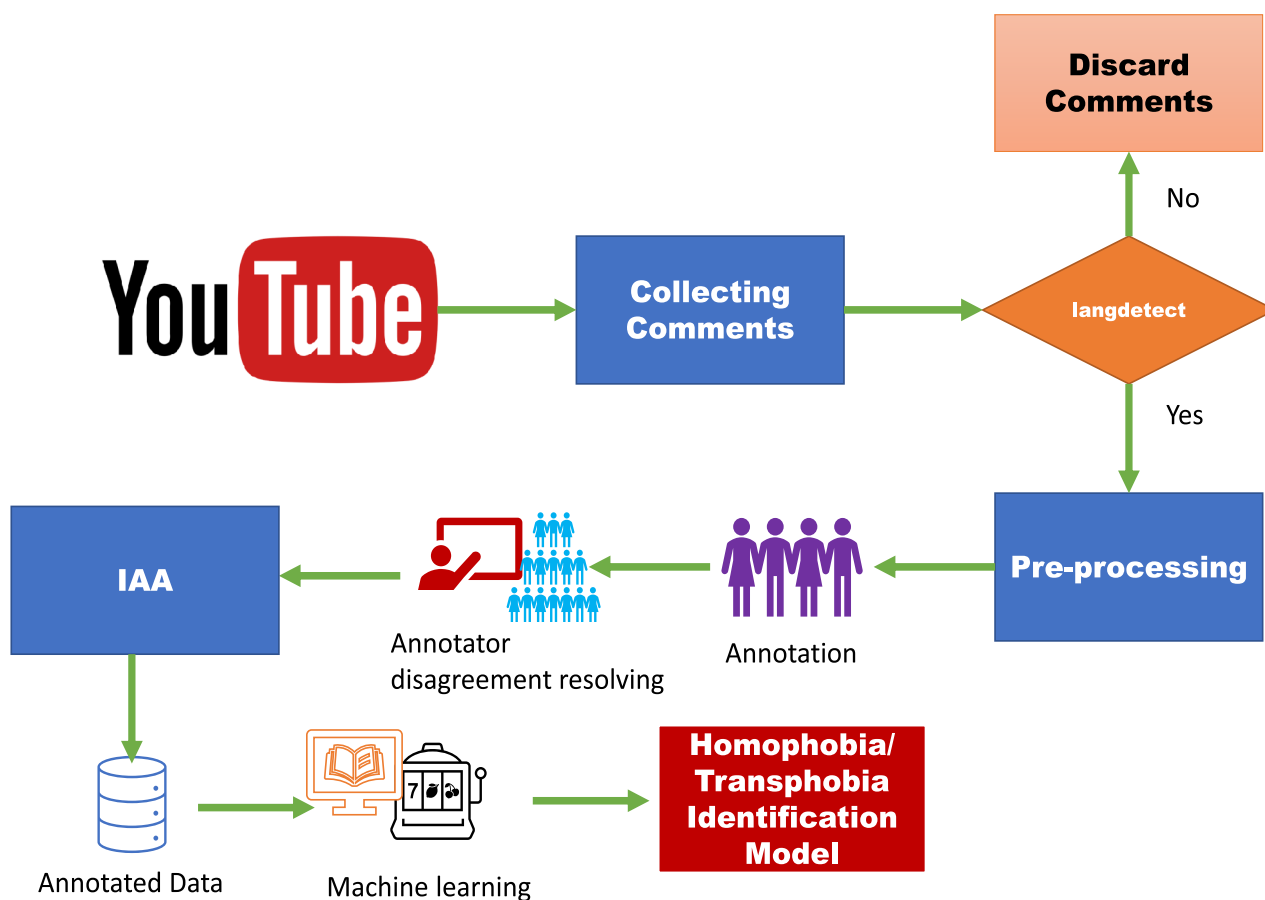 Discard
Comments
No
YouTube
Collecting
Comments
langdetect
Yes
IAA
Annotator
disagreement resolving
Annotation
Pre-processing
Annotated Data
7
Machine learning
Homophobia/
Transphobia
Identification
Model